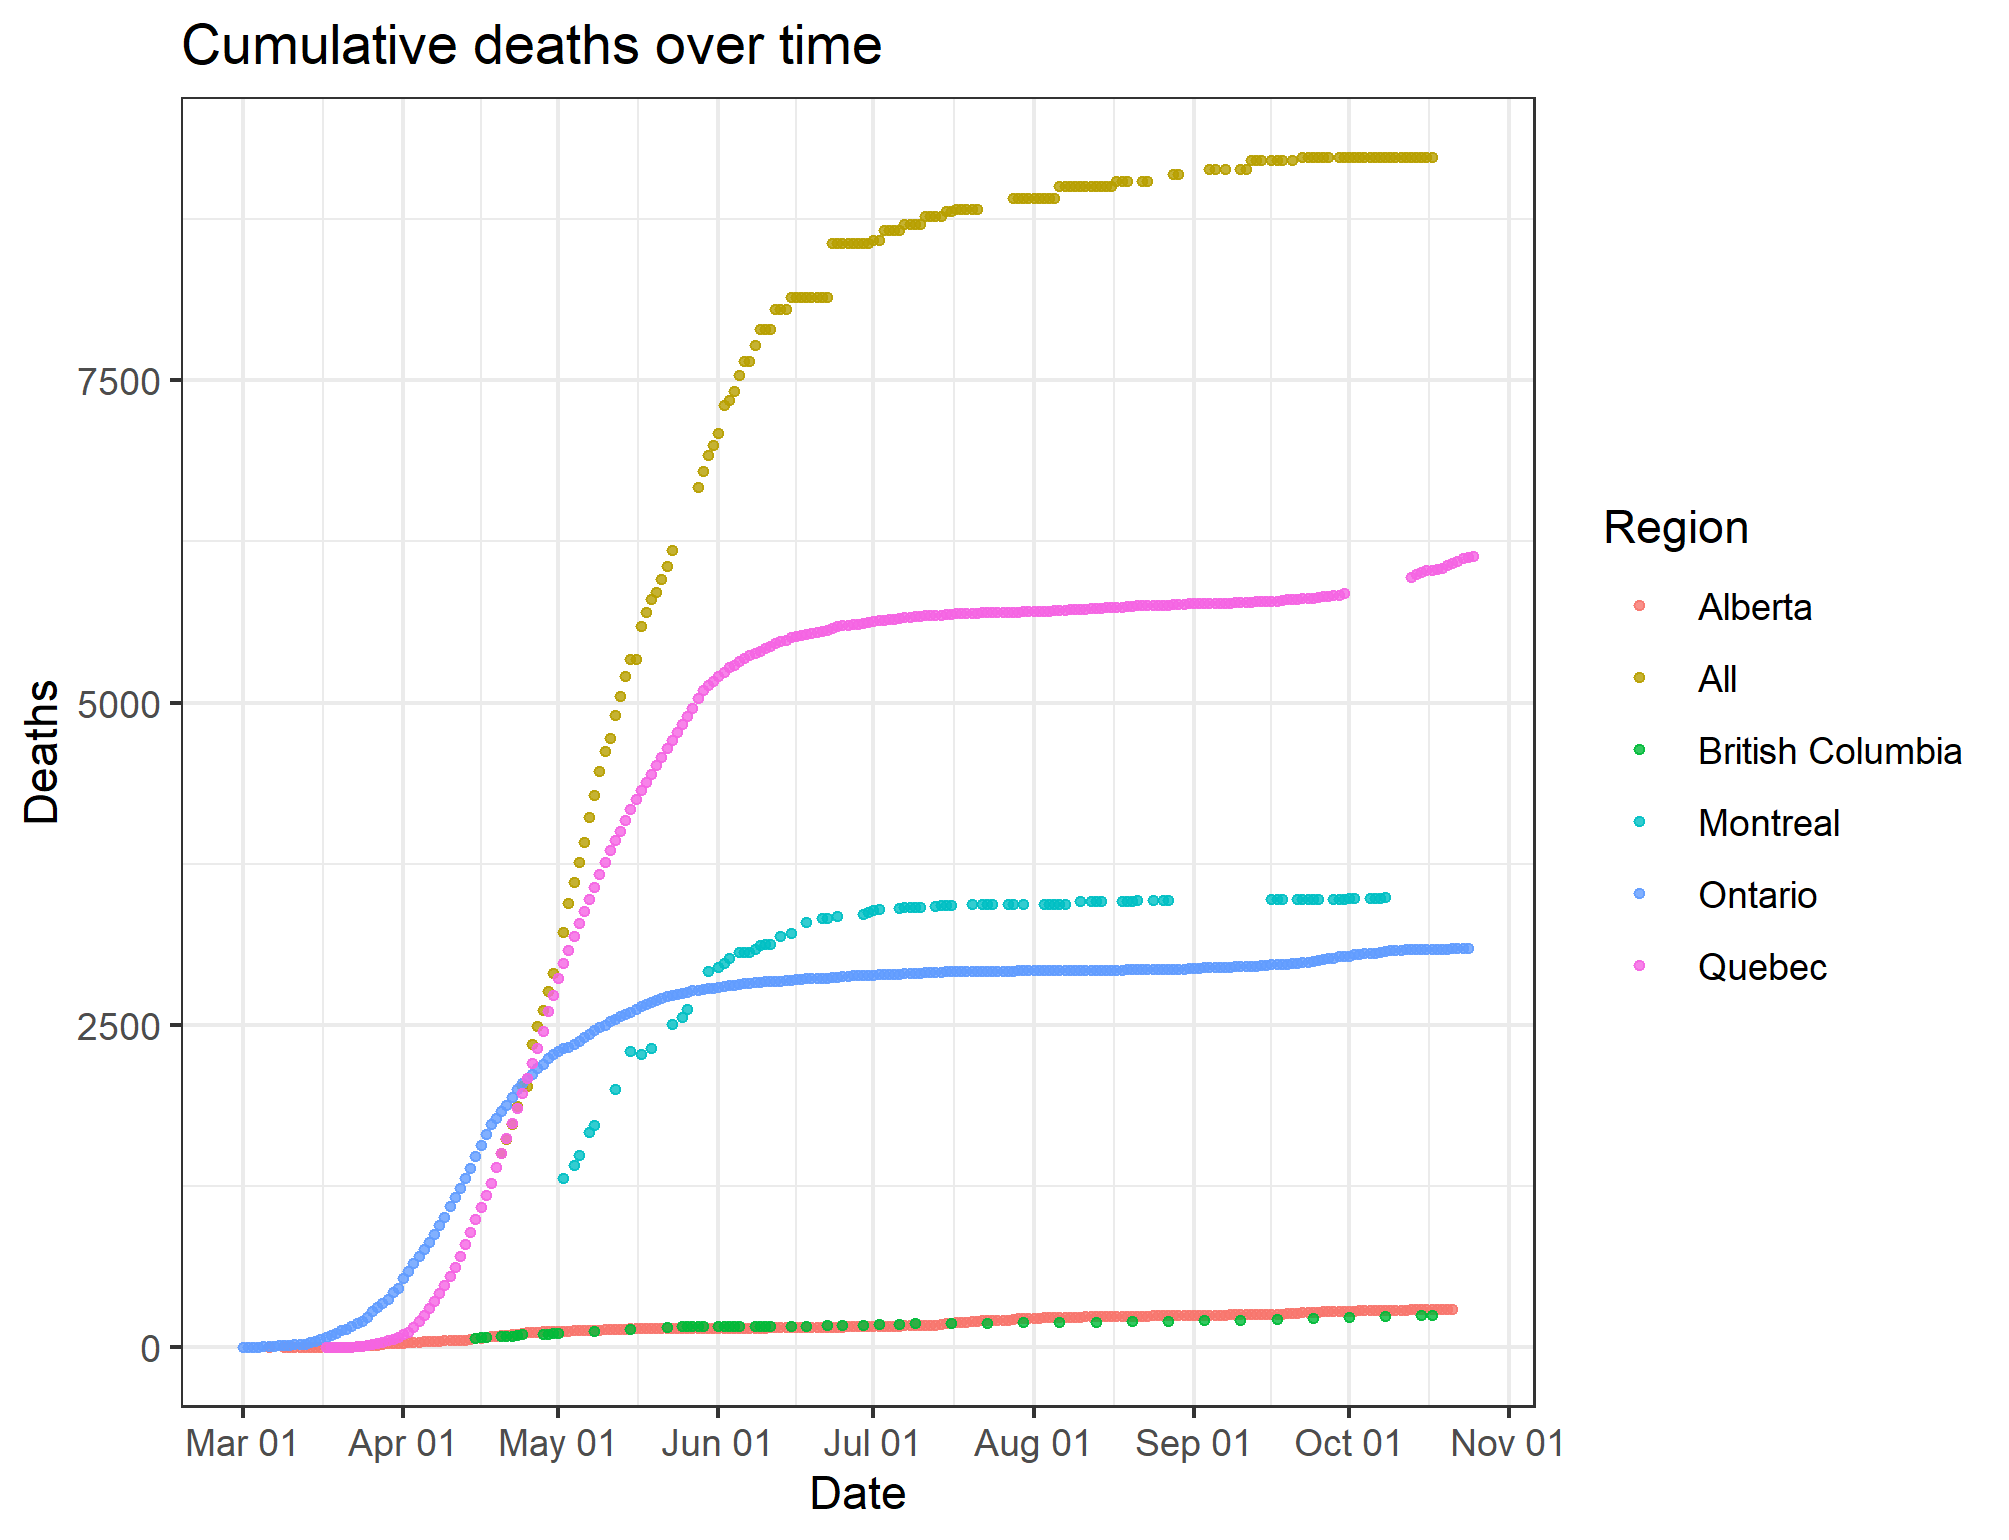 Cumulative deaths over time
Deaths
7500
5000
2500
0
Mar 01 Apr 01 May 01 Jun 01 Jul 01 Aug 01 Sep 01 Oct 01 Nov 01
Date
Region
Alberta
All
British Columbia
Montreal
Ontario
Quebec